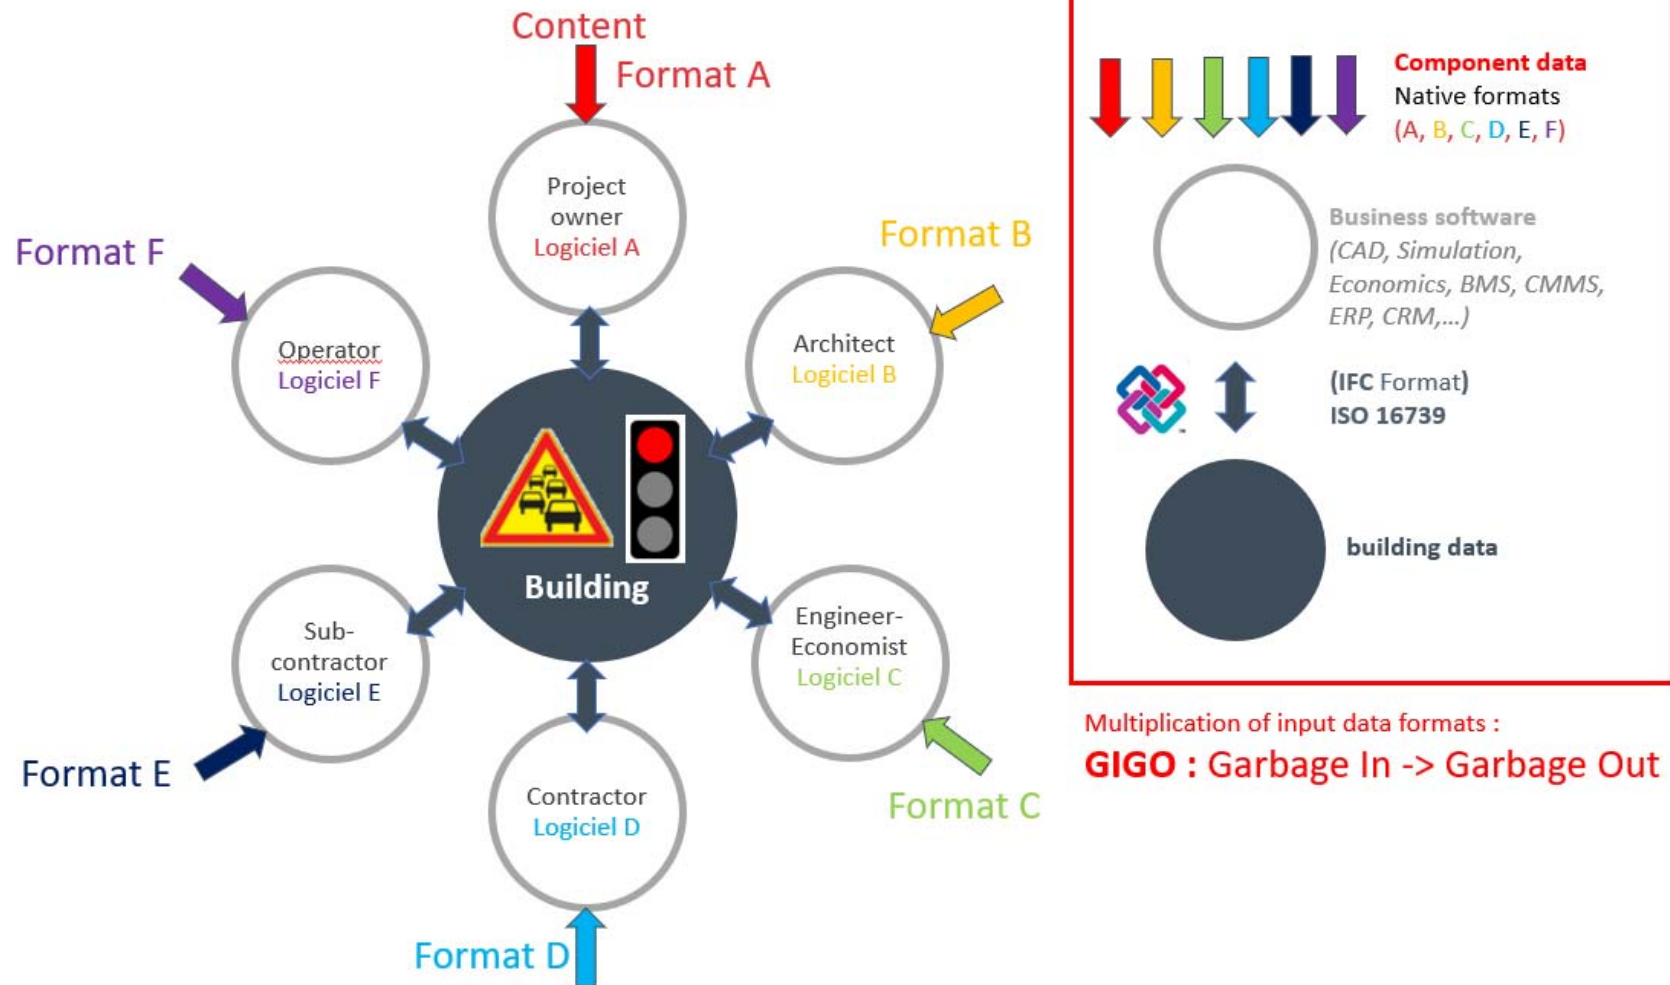 Content
Format A
Project
owner
Logiciel A
Format B
Architect
Logiciel B
Format F
Operator
Logiciel F
Building
Engineer-
Economist
Logiciel C
Format C
Sub-
contractor
Logiciel E
Format E
Contractor
Logiciel D
Format D
Component data
Native formats
(A, B, C, D, E, F)
Business software
(CAD, Simulation,
Economics, BMS, CMMS,
ERP, CRM,...)
(IFC Format)
ISO 16739
building data
Multiplication of input data formats :
GIGO : Garbage In -> Garbage Out